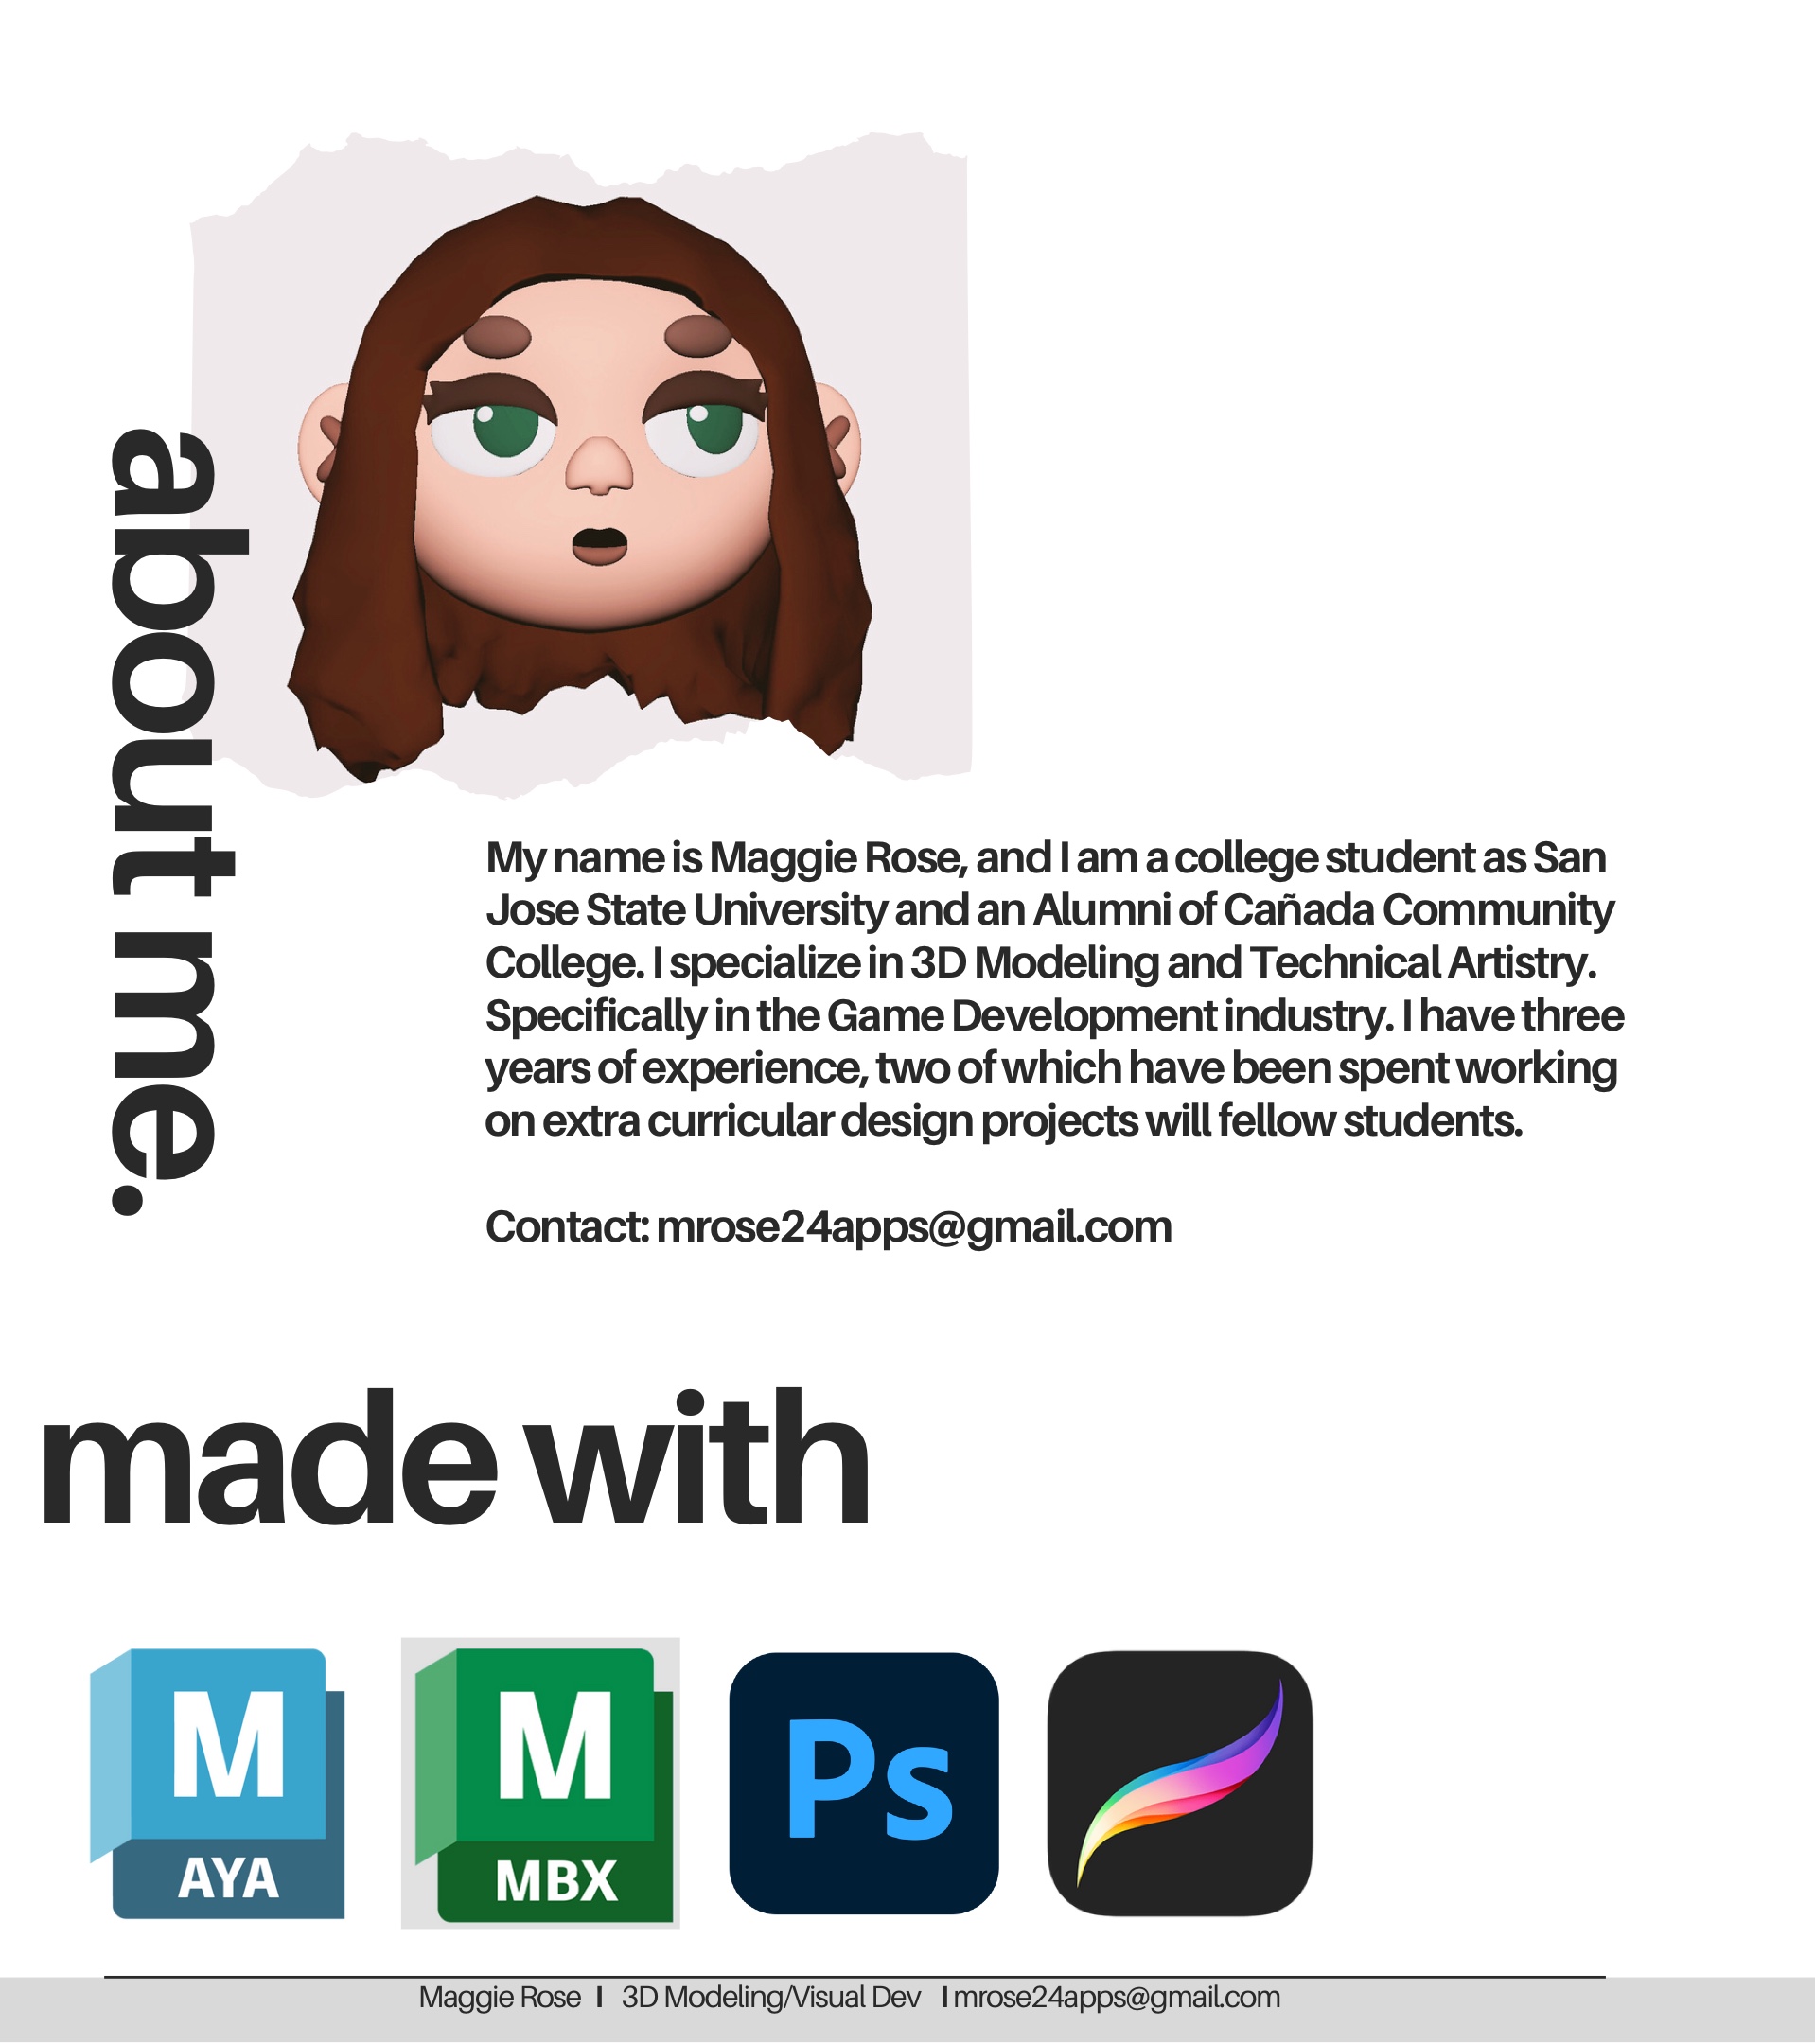 about me.
My name is Maggie Rose, and I am a college student as San
Jose State University and an Alumni of Cañada Community
College. I specialize in 3D Modeling and Technical Artistry.
Specifically in the Game Development industry. I have three
years of experience, two of which have been spent working
on extra curricular design projects will fellow students.
Contact: mrose24apps@gmail.com
made with
M
AYA
M
MBX
Ps
Maggie Rose I 3D Modeling/Visual Dev I mrose24apps@gmail.com